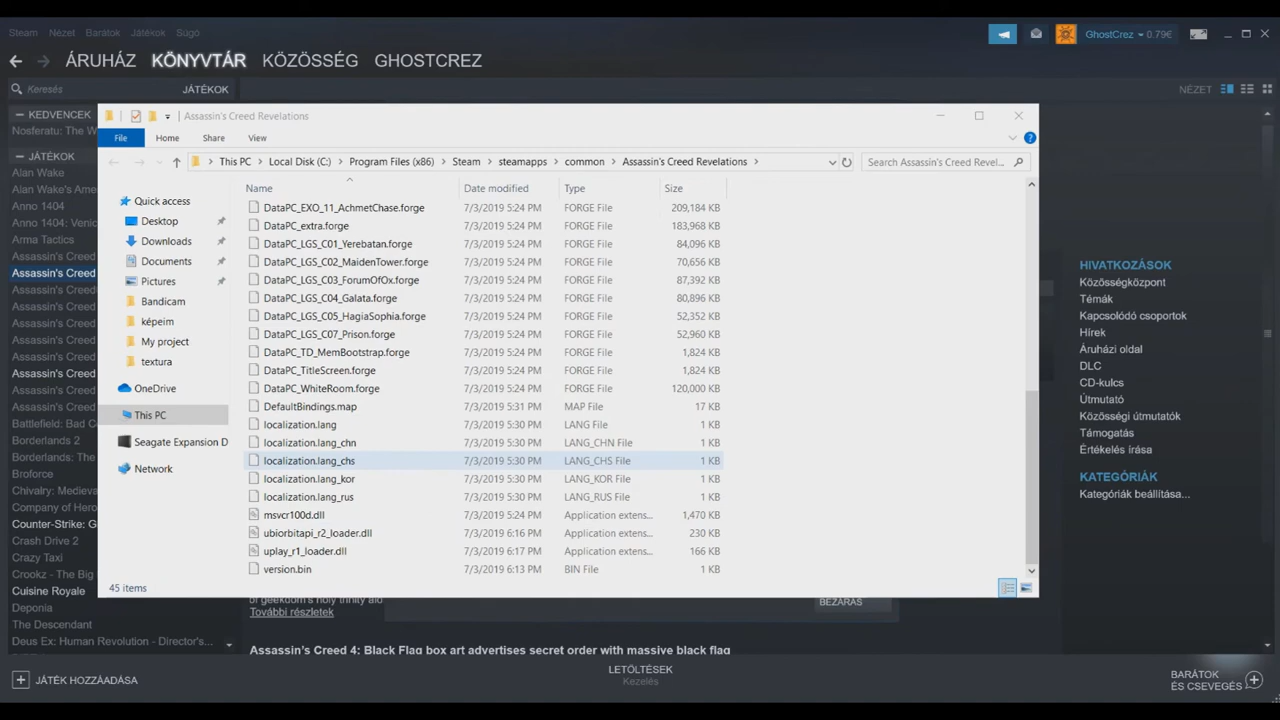 Steam Nézet Barátok Játékok Súgó
GhostCrez 0.79€
ÁRUHÁZ KÖNYVTÁR KÖZÖSSÉG GHOSTCREZ
Keresés JÁTÉKOK NÉZET
KEDVENCEK
Nosferatu: The W
JÁTÉKOK
Alan Wake
Alan Wake's Amer
Anno 1404
Anno 1404: Venic
Arma Tactics
Assassin's Creed
Assassin's Creed
Assassin's Creed
Assassin's Creed
Assassin's Creed
Assassin's Creed
Assassin's Creed
Assassin's Creed
Assassin's Creed
Assassin's Creed
Battlefield: Bad C
Borderlands 2
Borderlands 3
Broforce
Chivalry: Medieva
Company of Heroe
Counter-Strike: G
Crash Drive 2
Crazy Taxi
Crookz - The Big
Cuisine Royale
Deponia
The Descendant
Deus Ex: Human Revolution - Director's...
JÁTÉK HOZZÁADÁSA
Assassin's Creed Revelations
File Home Share View
This PC Local Disk (C:) Program Files (x86) Steam steamapps common Assassin's Creed Revelations Search Assassin's Creed Revel...
Quick access
Desktop
Downloads
Documents
Pictures
Bandicam
képeim
My project
textura
OneDrive
This PC
Seagate Expansion D
Network
Name Date modified Type Size
DataPC_EXO_11_AchmetChase.forge 7/3/2019 5:24 PM FORGE File 209,184 KB
DataPC_extra.forge 7/3/2019 5:24 PM FORGE File 183,968 KB
DataPC_LGS_C01_Yerebatan.forge 7/3/2019 5:24 PM FORGE File 84,096 KB
DataPC_LGS_C02_MaidenTower.forge 7/3/2019 5:24 PM FORGE File 70,656 KB
DataPC_LGS_C03_ForumOfOx.forge 7/3/2019 5:24 PM FORGE File 87,392 KB
DataPC_LGS_C04_Galata.forge 7/3/2019 5:24 PM FORGE File 80,896 KB
DataPC_LGS_C05_HagiaSophia.forge 7/3/2019 5:24 PM FORGE File 52,352 KB
DataPC_LGS_C07_Prison.forge 7/3/2019 5:24 PM FORGE File 52,960 KB
DataPC_TD_MemBootstrap.forge 7/3/2019 5:24 PM FORGE File 1,824 KB
DataPC_TitleScreen.forge 7/3/2019 5:24 PM FORGE File 1,824 KB
DataPC_WhiteRoom.forge 7/3/2019 5:24 PM FORGE File 120,000 KB
DefaultBindings.map 7/3/2019 5:31 PM MAP File 17 KB
localization.lang 7/3/2019 5:30 PM LANG File 1 KB
localization.lang_chn 7/3/2019 5:30 PM LANG_CHN File 1 KB
localization.lang_chs 7/3/2019 5:30 PM LANG_CHS File 1 KB
localization.lang_kor 7/3/2019 5:30 PM LANG_KOR File 1 KB
localization.lang_rus 7/3/2019 5:30 PM LANG_RUS File 1 KB
msvcr100d.dll 7/3/2019 5:24 PM Application extens... 1,470 KB
ubiorbitapi_r2_loader.dll 7/3/2019 6:16 PM Application extens... 230 KB
uplay_r1_loader.dll 7/3/2019 6:17 PM Application extens... 166 KB
version.bin 7/3/2019 6:13 PM BIN File 1 KB
45 items
of geekdom's holy trinity aid
További részletek
BEZÁRÁS
Assassin's Creed 4: Black Flag box art advertises secret order with massive black flag
LETÖLTÉSEK
Kezelés
HIVATKOZÁSOK
Közösségközpont
Témák
Kapcsolódó csoportok
Hírek
Áruházi oldal
DLC
CD-kulcs
Útmutató
Közösségi útmutatók
Támogatás
Értékelés írása
KATEGÓRIÁK
Kategóriák beállítása...
BARÁTOK
ÉS CSEVEGÉS